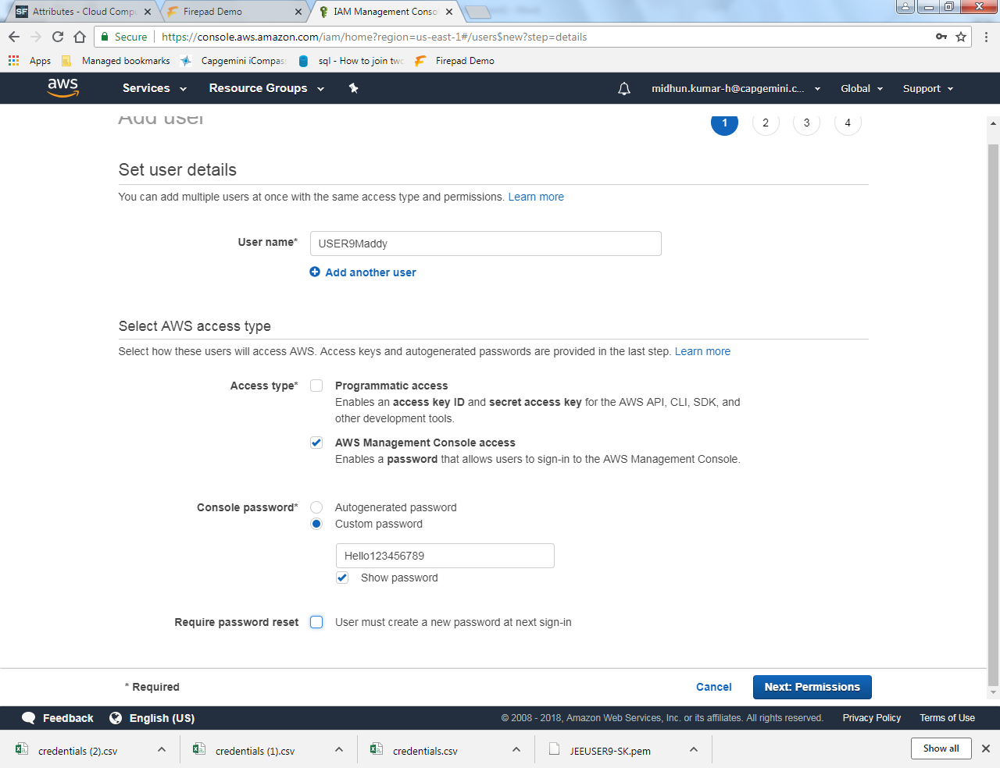 SF Attributes - Cloud Compu
Firepad Demo
IAM Management Conso
Secure
https://console.aws.amazon.com/iam/home?region=us-east-1#/users$new?step=details
Apps
Managed bookmarks
Capgemini iCompass
sql - How to join two
Firepad Demo
aws
Services
Resource Groups
midhun.kumar-h@capgemini.c...
Global
Support
Add user
1 2 3 4
Set user details
You can add multiple users at once with the same access type and permissions. Learn more
User name*
USER9Maddy
Add another user
Select AWS access type
Select how these users will access AWS. Access keys and autogenerated passwords are provided in the last step. Learn more
Access type*
Programmatic access
Enables an access key ID and secret access key for the AWS API, CLI, SDK, and
other development tools.
AWS Management Console access
Enables a password that allows users to sign-in to the AWS Management Console.
Console password*
Autogenerated password
Custom password
Hello123456789
Show password
Require password reset
User must create a new password at next sign-in
* Required
Cancel
Next: Permissions
Feedback
English (US)
© 2008 - 2018, Amazon Web Services, Inc. or its affiliates. All rights reserved.
Privacy Policy
Terms of Use
credentials (2).csv
credentials (1).csv
credentials.csv
JEEUSER9-SK.pem
Show all